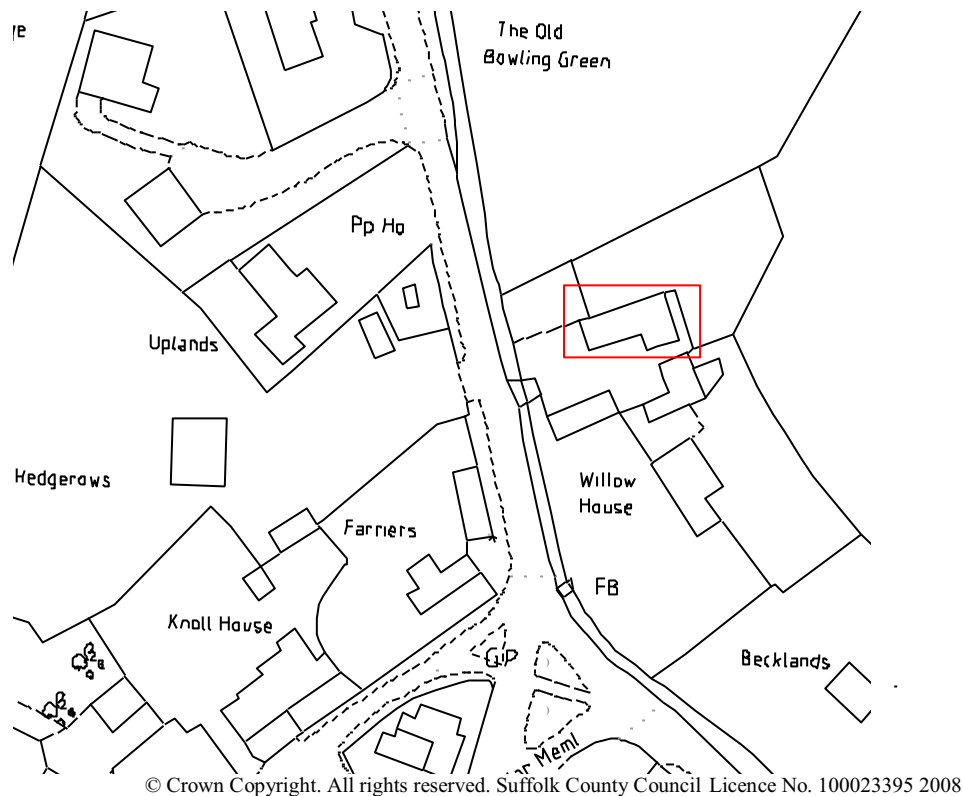 The Old
Bowling Green
Pp Ho
Uplands
Hedgerows
Farriers
Willow
House
FB
Knoll House
Becklands
GP
Meml
© Crown Copyright. All rights reserved. Suffolk County Council Licence No. 100023395 2008